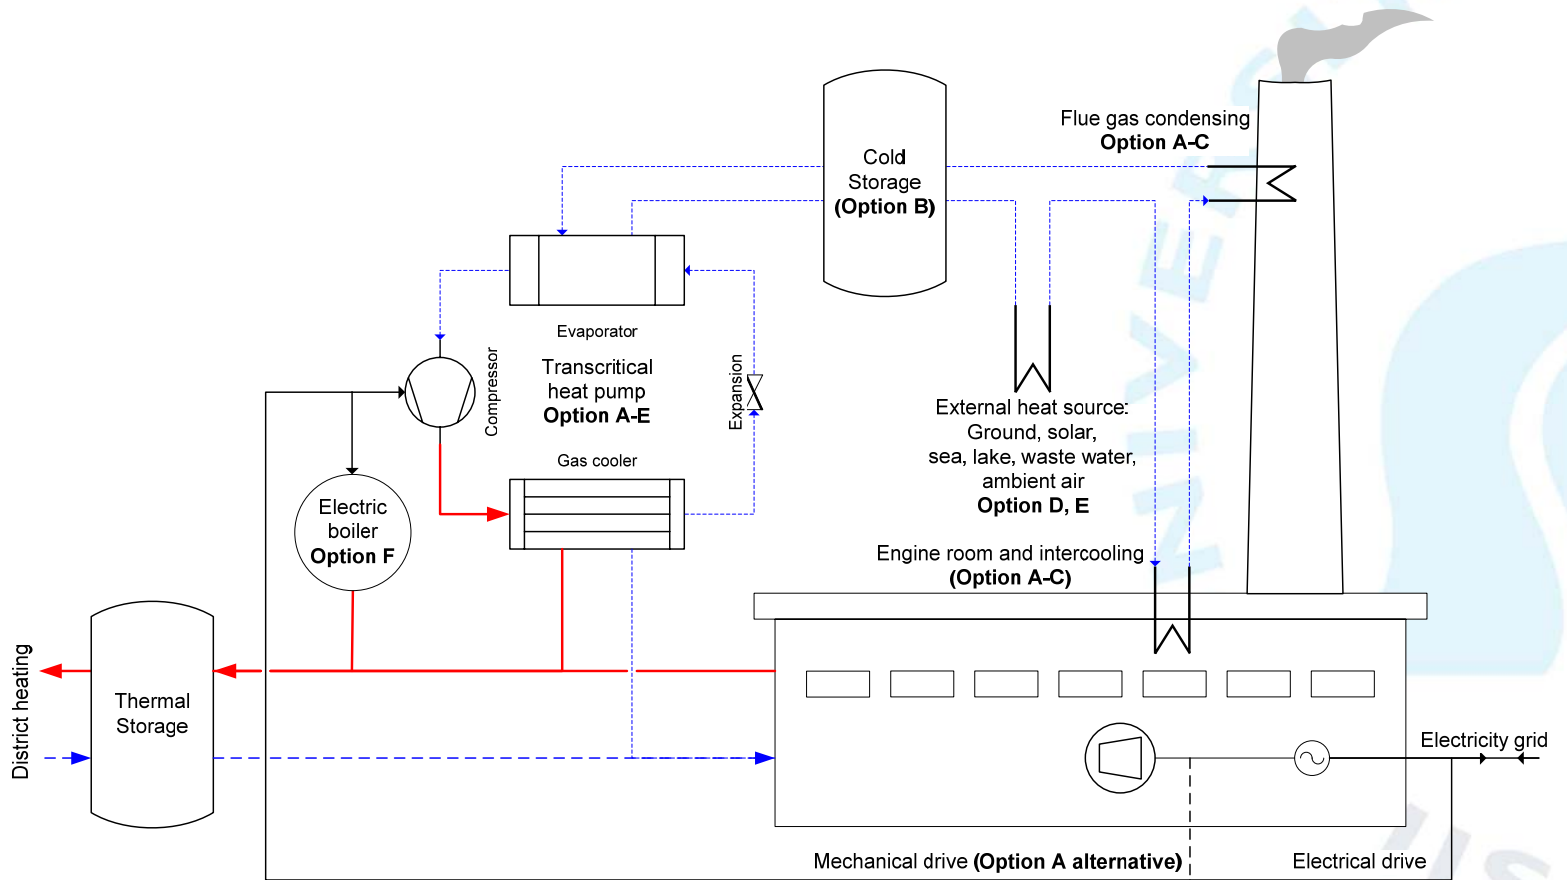 Flue gas condensing
Option A-C
Cold
Storage
(Option B)
Evaporator
Transcritical
heat pump
Option A-E
Compressor
Expansion
External heat source:
Ground, solar,
sea, lake, waste water,
ambient air
Option D, E
Gas cooler
Electric
boiler
Option F
Engine room and intercooling
(Option A-C)
District heating
Thermal
Storage
Electricity grid
Mechanical drive (Option A alternative)
Electrical drive
NIVERSI